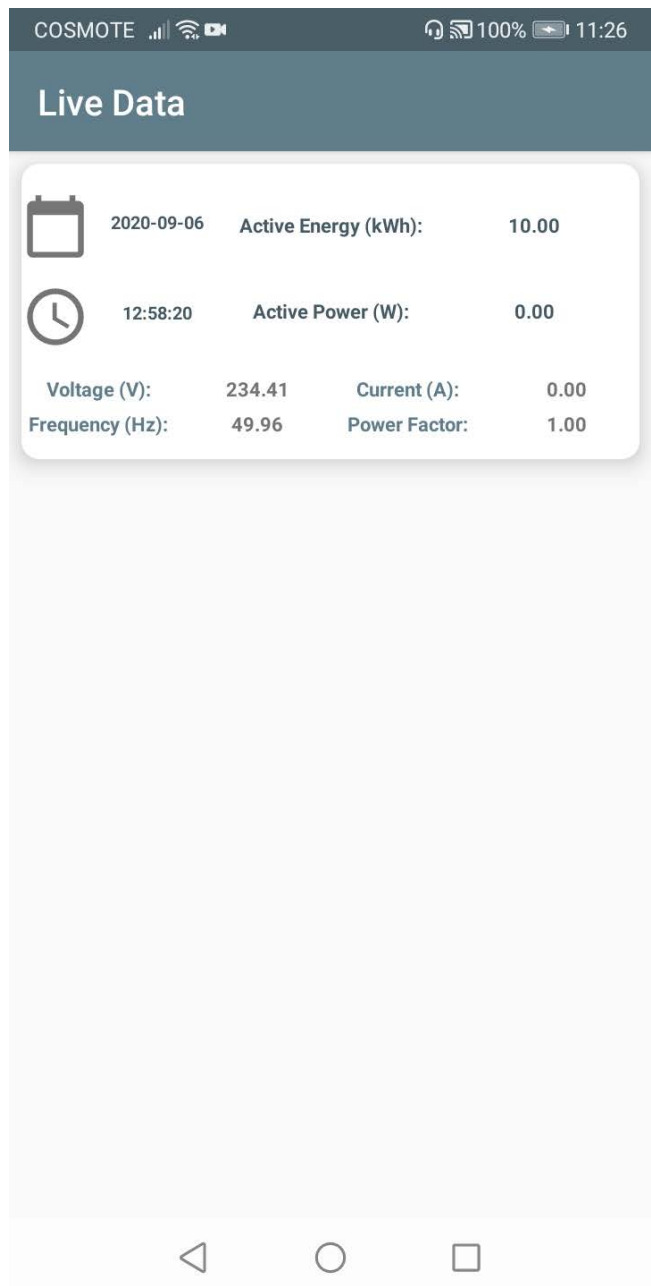 COSMOTE 100% 11:26
Live Data
2020-09-06 Active Energy (kWh): 10.00
12:58:20 Active Power (W): 0.00
Voltage (V): 234.41 Current (A): 0.00
Frequency (Hz): 49.96 Power Factor: 1.00